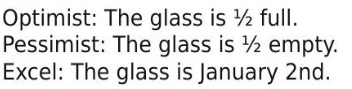 Optimist: The glass is ½ full.
Pessimist: The glass is ½ empty.
Excel: The glass is January 2nd.